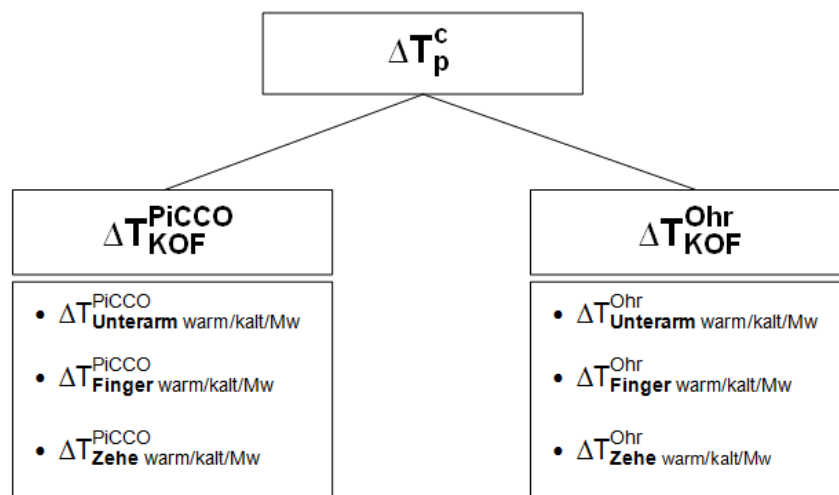 ΔT^c_p
ΔT^PiCCO_KOF
ΔT^Ohr_KOF
• ΔT^PiCCO_Unterarm warm/kalt/Mw
• ΔT^PiCCO_Finger warm/kalt/Mw
• ΔT^PiCCO_Zehe warm/kalt/Mw
• ΔT^Ohr_Unterarm warm/kalt/Mw
• ΔT^Ohr_Finger warm/kalt/Mw
• ΔT^Ohr_Zehe warm/kalt/Mw